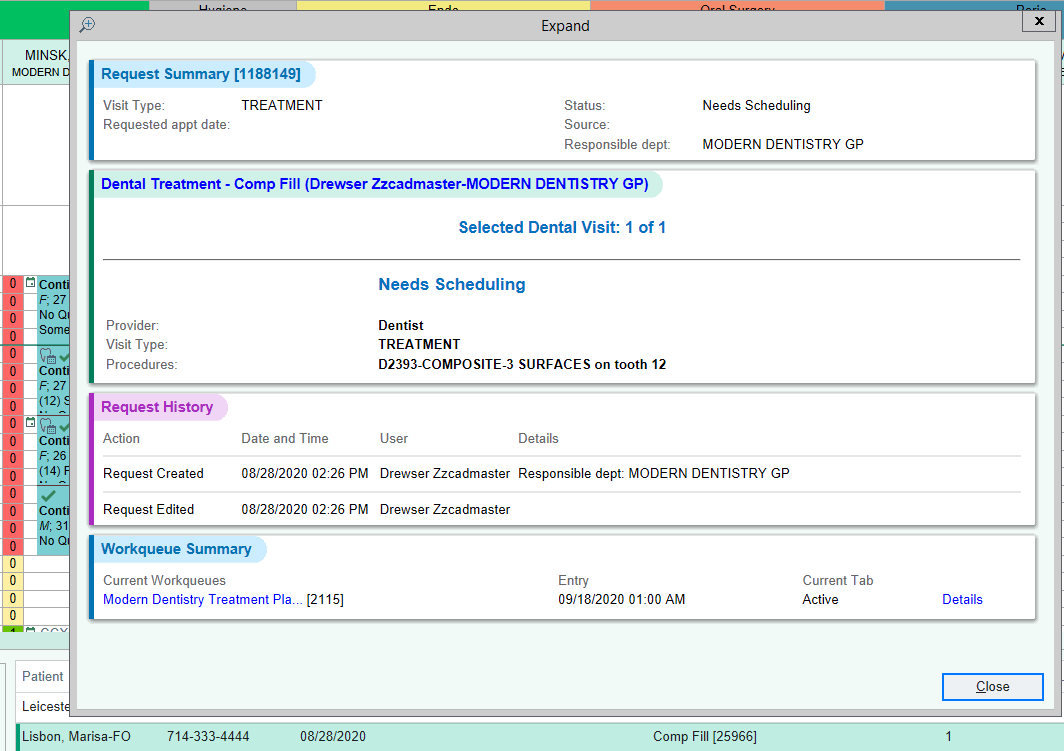 Hygiene Endo Oral Surgery Perio
Expand
MINSK,
MODERN D
Request Summary [1188149]
Visit Type: TREATMENT Status: Needs Scheduling
Requested appt date: Source:
Responsible dept: MODERN DENTISTRY GP
Dental Treatment - Comp Fill (Drewser Zzcadmaster-MODERN DENTISTRY GP)
Selected Dental Visit: 1 of 1
Needs Scheduling
Provider: Dentist
Visit Type: TREATMENT
Procedures: D2393-COMPOSITE-3 SURFACES on tooth 12
Request History
Action Date and Time User Details
Request Created 08/28/2020 02:26 PM Drewser Zzcadmaster Responsible dept: MODERN DENTISTRY GP
Request Edited 08/28/2020 02:26 PM Drewser Zzcadmaster
Workqueue Summary
Current Workqueues Entry Current Tab
Modern Dentistry Treatment Pla... [2115] 09/18/2020 01:00 AM Active Details
Close
0 Conti
0 F; 27
0 No Qu
0 Some
0
0 Conti
0 F; 27
0 (12) S
0
0 Conti
0 F; 26
0 (14) F
0
0 Conti
0 M; 31
0 No Qu
0
0
0
0
Patient
Leiceste
Lisbon, Marisa-FO 714-333-4444 08/28/2020 Comp Fill [25966] 1